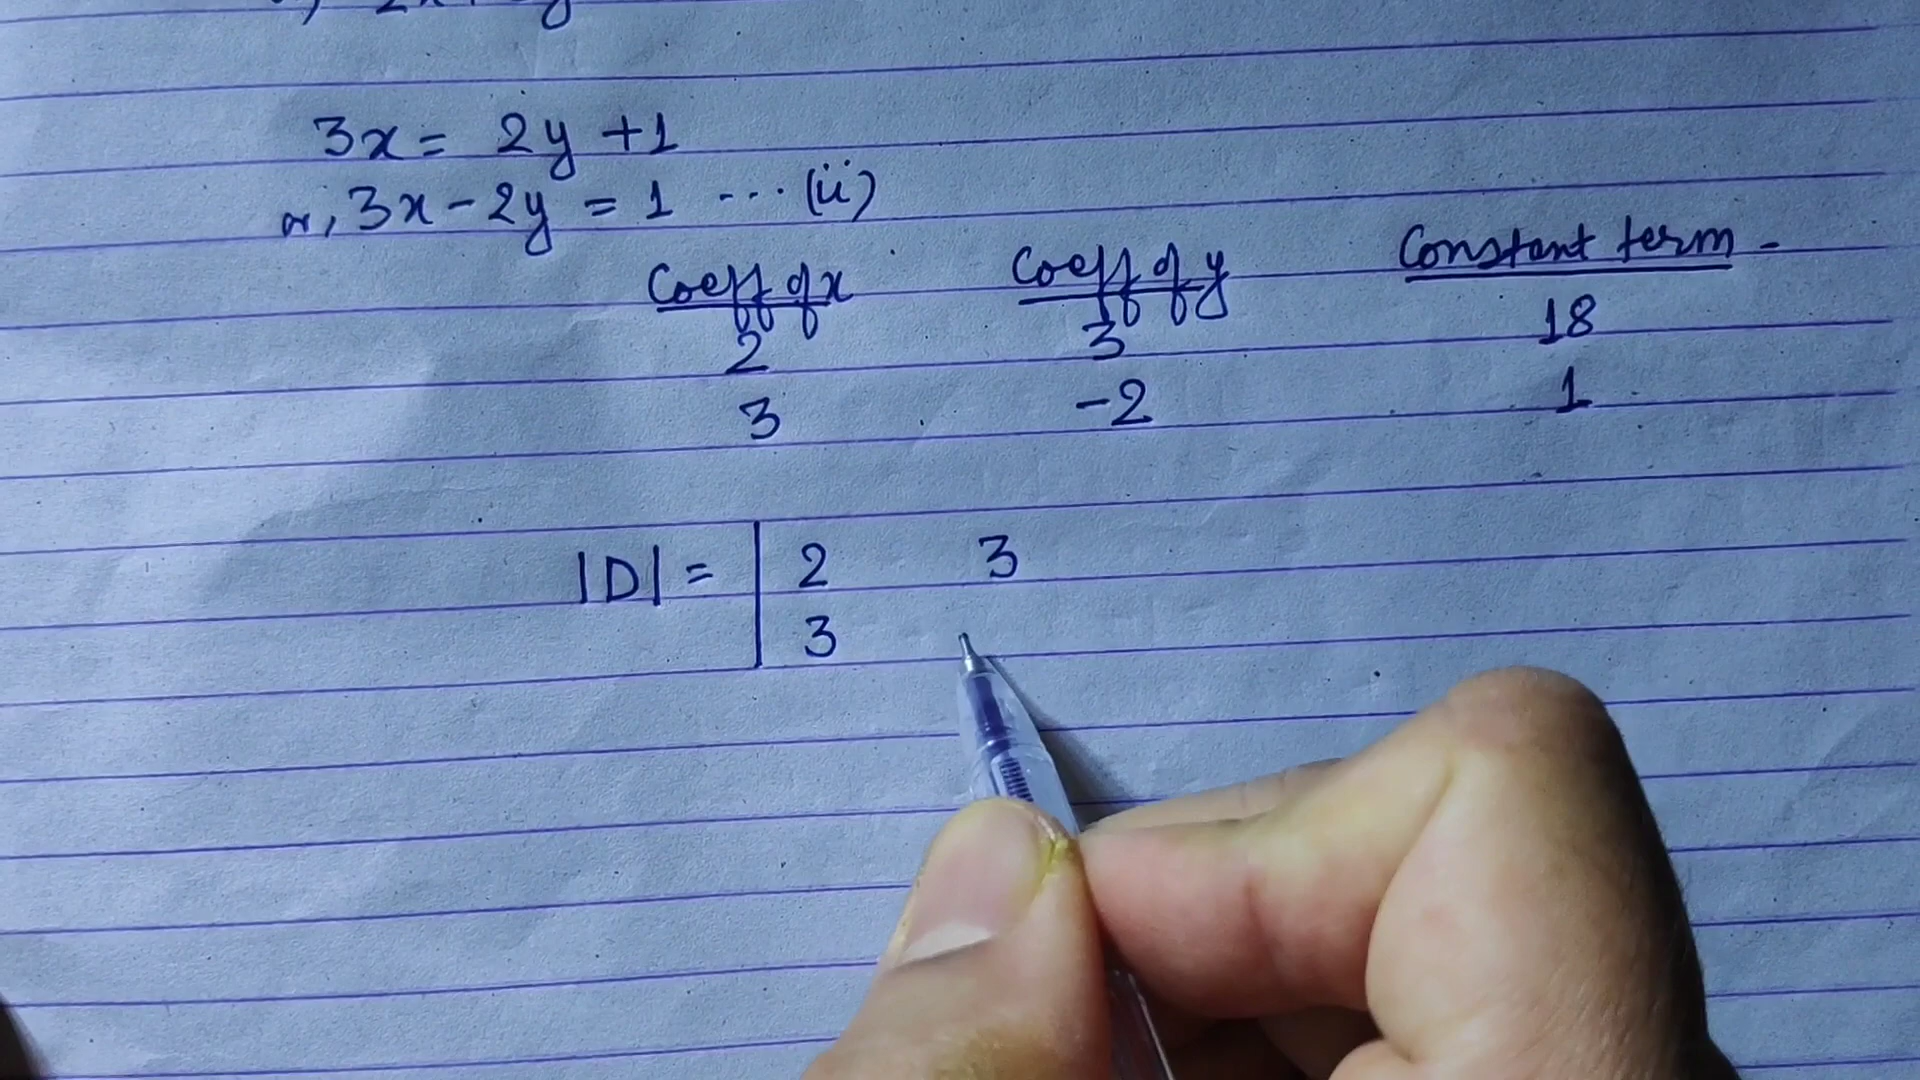 3x = 2y + 1
or, 3x - 2y = 1 ... (ii)
Coeff of x Coeff of y Constant term -
2 3 18
3 -2 1
|D| = | 2 3
3